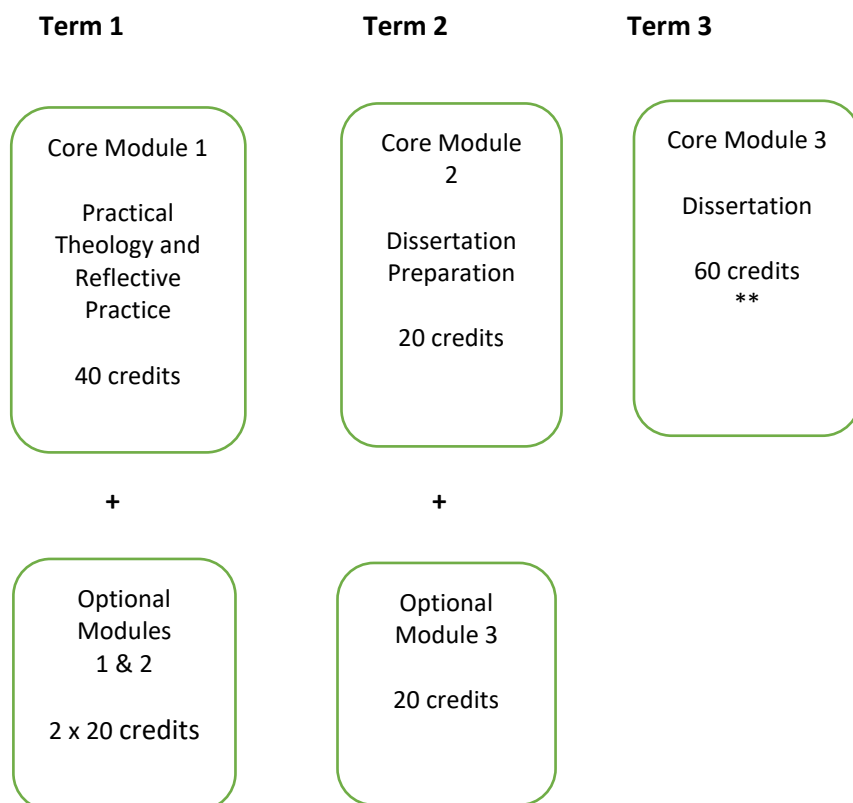 Term 1
Term 2
Term 3
Core Module 1
Practical
Theology and
Reflective
Practice
40 credits
Core Module
2
Dissertation
Preparation
20 credits
Core Module 3
Dissertation
60 credits
**
+
+
Optional
Modules
1 & 2
2 x 20 credits
Optional
Module 3
20 credits